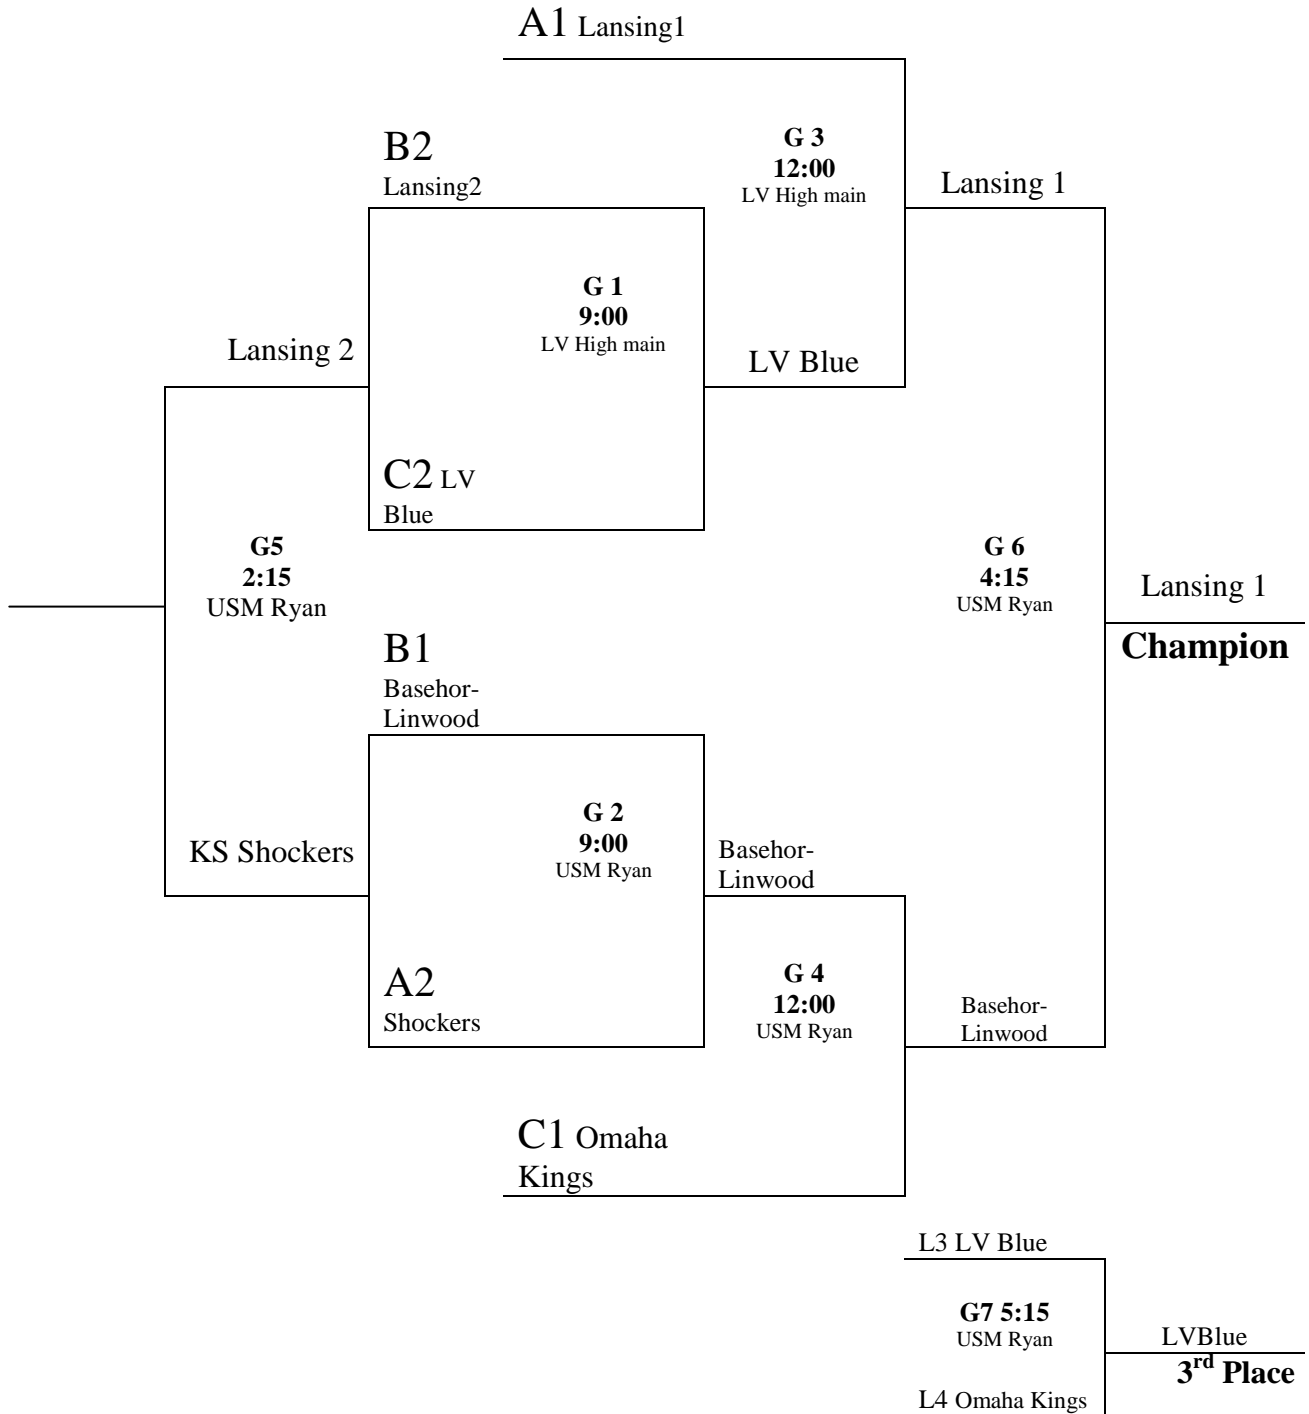 A1 Lansing1
B2
Lansing2
G 3
12:00
LV High main
Lansing 1
G 1
9:00
LV High main
Lansing 2
LV Blue
C2 LV
Blue
G5
2:15
USM Ryan
G 6
4:15
USM Ryan
Lansing 1
Champion
B1
Basehor-
Linwood
G 2
9:00
USM Ryan
KS Shockers
Basehor-
Linwood
A2
Shockers
G 4
12:00
USM Ryan
Basehor-
Linwood
C1 Omaha
Kings
L3 LV Blue
G7 5:15
USM Ryan
LVBlue
3rd Place
L4 Omaha Kings